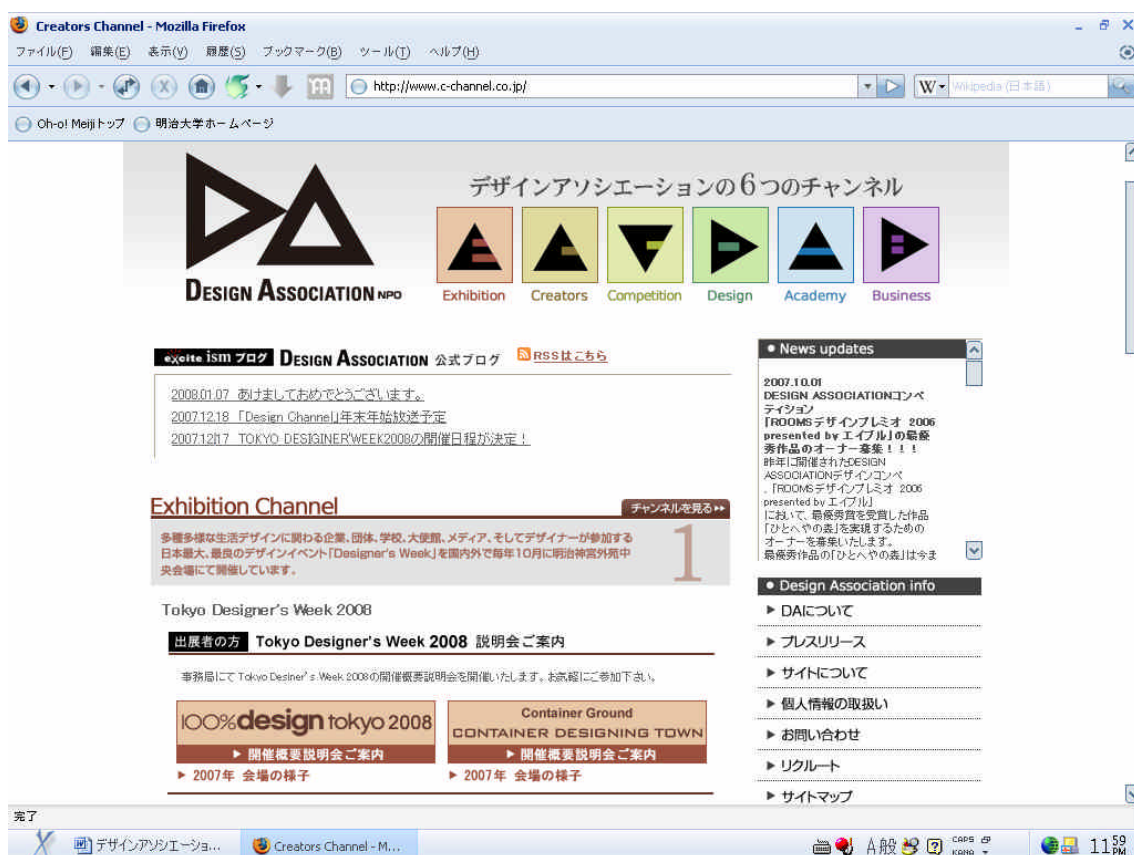 Creators Channel - Mozilla Firefox
ファイル(F) 編集(E) 表示(V) 履歴(S) ブックマーク(B) ツール(T) ヘルプ(H)
http://www.c-channel.co.jp/
W Wikipedia (日本語)
Oh-o! Meijiトップ 明治大学ホームページ
デザインアソシエーションの6つのチャンネル
DESIGN ASSOCIATION NPO
Exhibition Creators Competition Design Academy Business
excite ism ブログ DESIGN ASSOCIATION 公式ブログ RSSはこちら
2008.01.07 あけましておめでとうございます。
2007.12.18 「Design Channel」年末年始放送予定
2007.12.17 TOKYO DESIGINER'WEEK2008の開催日程が決定！
Exhibition Channel
チャンネルを見る
多種多様な生活デザインに関わる企業、団体、学校、大使館、メディア、そしてデザイナーが参加する
日本最大、最良のデザインイベント「Designer's Week」を国内外で毎年10月に明治神宮外苑中
央会場にて開催しています。
1
Tokyo Designer's Week 2008
出展者の方 Tokyo Designer's Week 2008 説明会ご案内
事務局にて Tokyo Desiner's Week 2008の開催概要説明会を開催いたします。お気軽にご参加下さい。
100%design tokyo 2008
開催概要説明会ご案内
2007年 会場の様子
Container Ground
CONTAINER DESIGNING TOWN
開催概要説明会ご案内
2007年 会場の様子
News updates
2007.10.01
DESIGN ASSOCIATIONコンペ
ティション
「ROOMSデザインプレミオ 2006
presented by エイブル」の最優
秀作品のオーナー募集！！！
昨年に開催されたDESIGN
ASSOCIATIONデザインコンペ
.「ROOMSデザインプレミオ 2006
presented by エイブル」
において、最優秀賞を受賞した作品
「ひとへやの森」を実現するための
オーナーを募集いたします。
最優秀作品の「ひとへやの森」は今ま
Design Association info
DAについて
プレスリリース
サイトについて
個人情報の取扱い
お問い合わせ
リクルート
サイトマップ
完了
デザインアソシエーショ... Creators Channel - M... A 般 CAPS KANA 11:59 PM